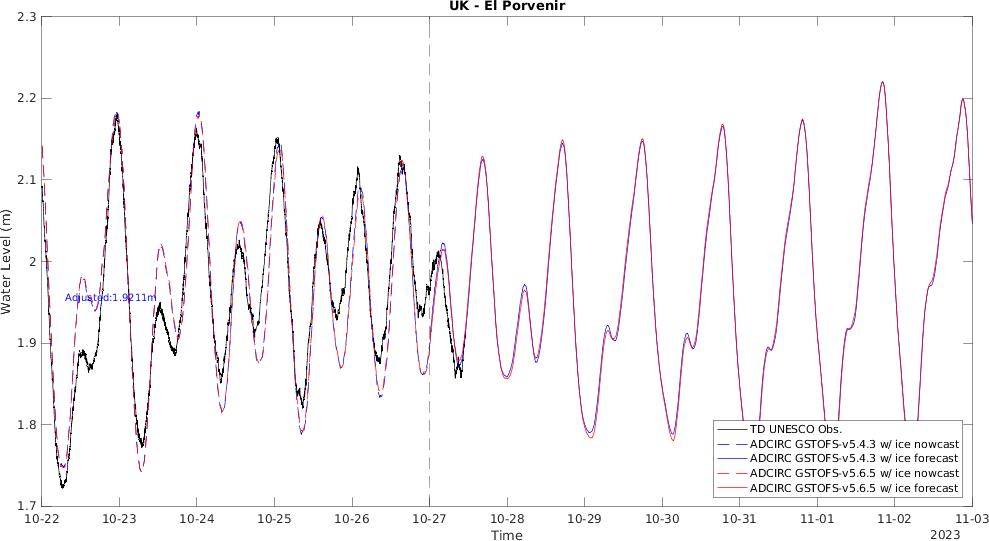 UK - El Porvenir
2.3
2.2
2.1
2
1.9
1.8
1.7
Water Level (m)
Adjusted:1.9211m
TD UNESCO Obs.
ADCIRC GSTOFS-v5.4.3 w/ ice nowcast
ADCIRC GSTOFS-v5.4.3 w/ ice forecast
ADCIRC GSTOFS-v5.6.5 w/ ice nowcast
ADCIRC GSTOFS-v5.6.5 w/ ice forecast
10-22 10-23 10-24 10-25 10-26 10-27 10-28 10-29 10-30 10-31 11-01 11-02 11-03
Time
2023